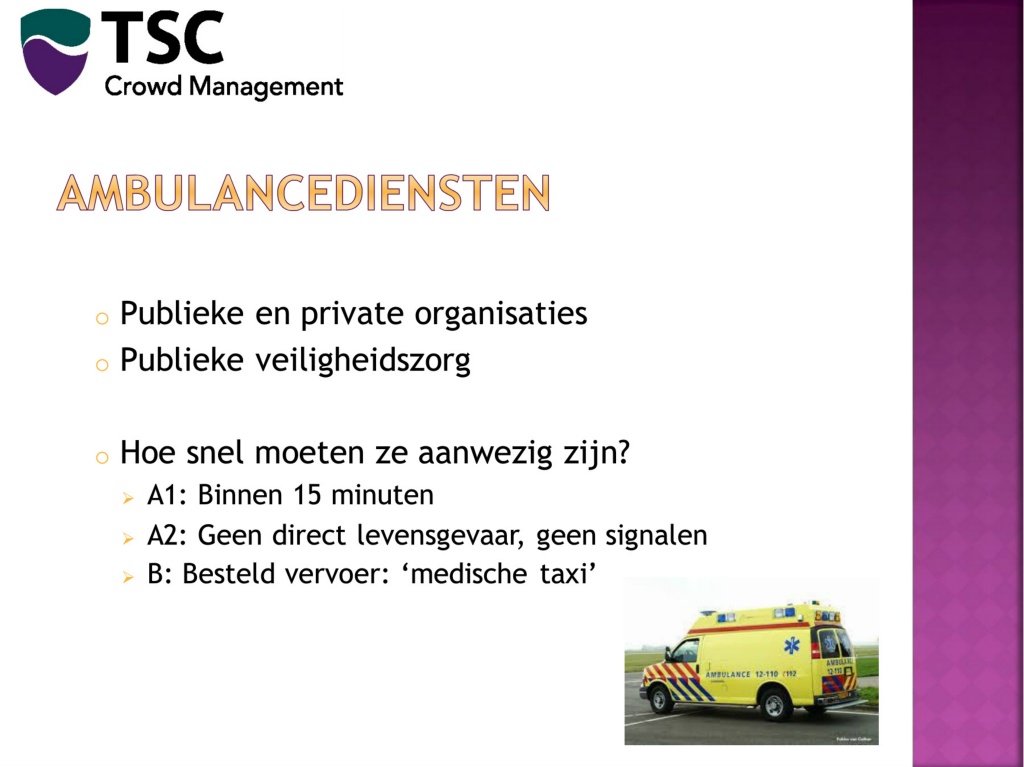 TSC
Crowd Management
AMBULANCEDIENSTEN
Publieke en private organisaties
Publieke veiligheidszorg
Hoe snel moeten ze aanwezig zijn?
A1: Binnen 15 minuten
A2: Geen direct levensgevaar, geen signalen
B: Besteld vervoer: ‘medische taxi’
AMBULANCE 12-110
AMBULANCE
12-110